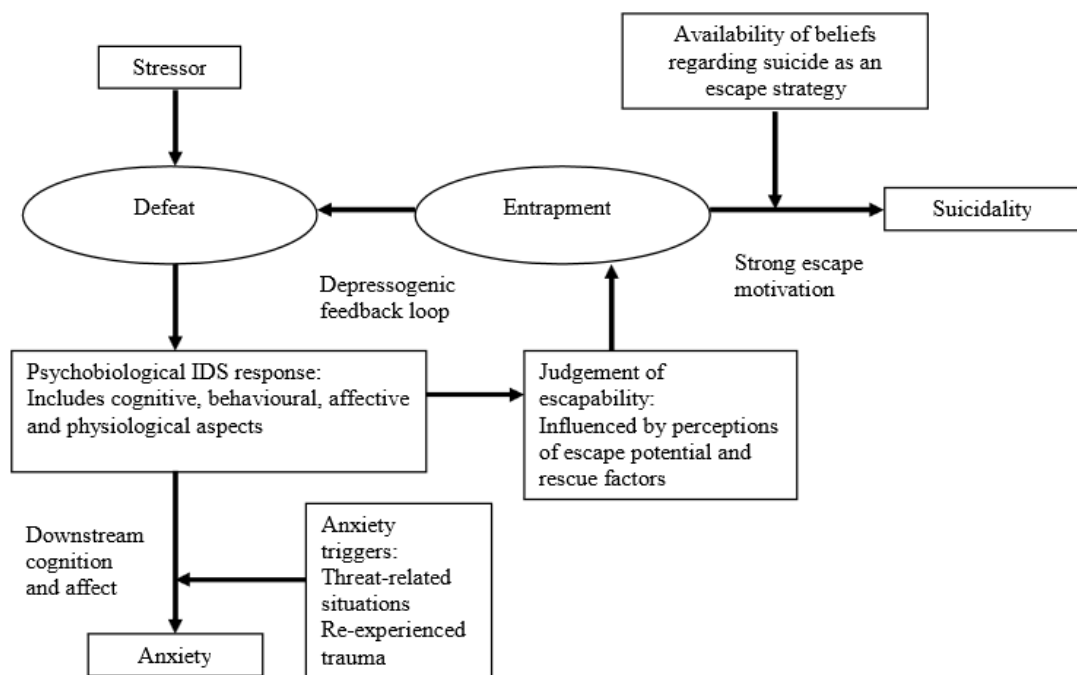 Stressor
Availability of beliefs
regarding suicide as an
escape strategy
Defeat
Entrapment
Suicidality
Depressogenic
feedback loop
Strong escape
motivation
Psychobiological IDS response:
Includes cognitive, behavioural, affective
and physiological aspects
Judgement of
escapability:
Influenced by perceptions
of escape potential and
rescue factors
Downstream
cognition
and affect
Anxiety
triggers:
Threat-related
situations
Re-experienced
trauma
Anxiety